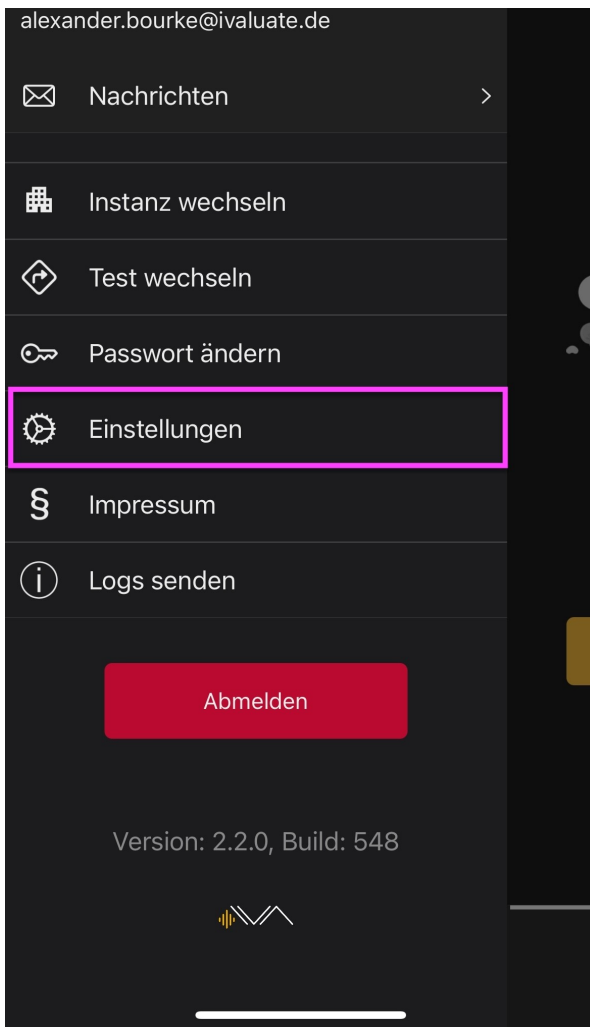 alexander.bourke@ivaluate.de
Nachrichten
Instanz wechseln
Test wechseln
Passwort ändern
Einstellungen
§ Impressum
Logs senden
Abmelden
Version: 2.2.0, Build: 548
IVA